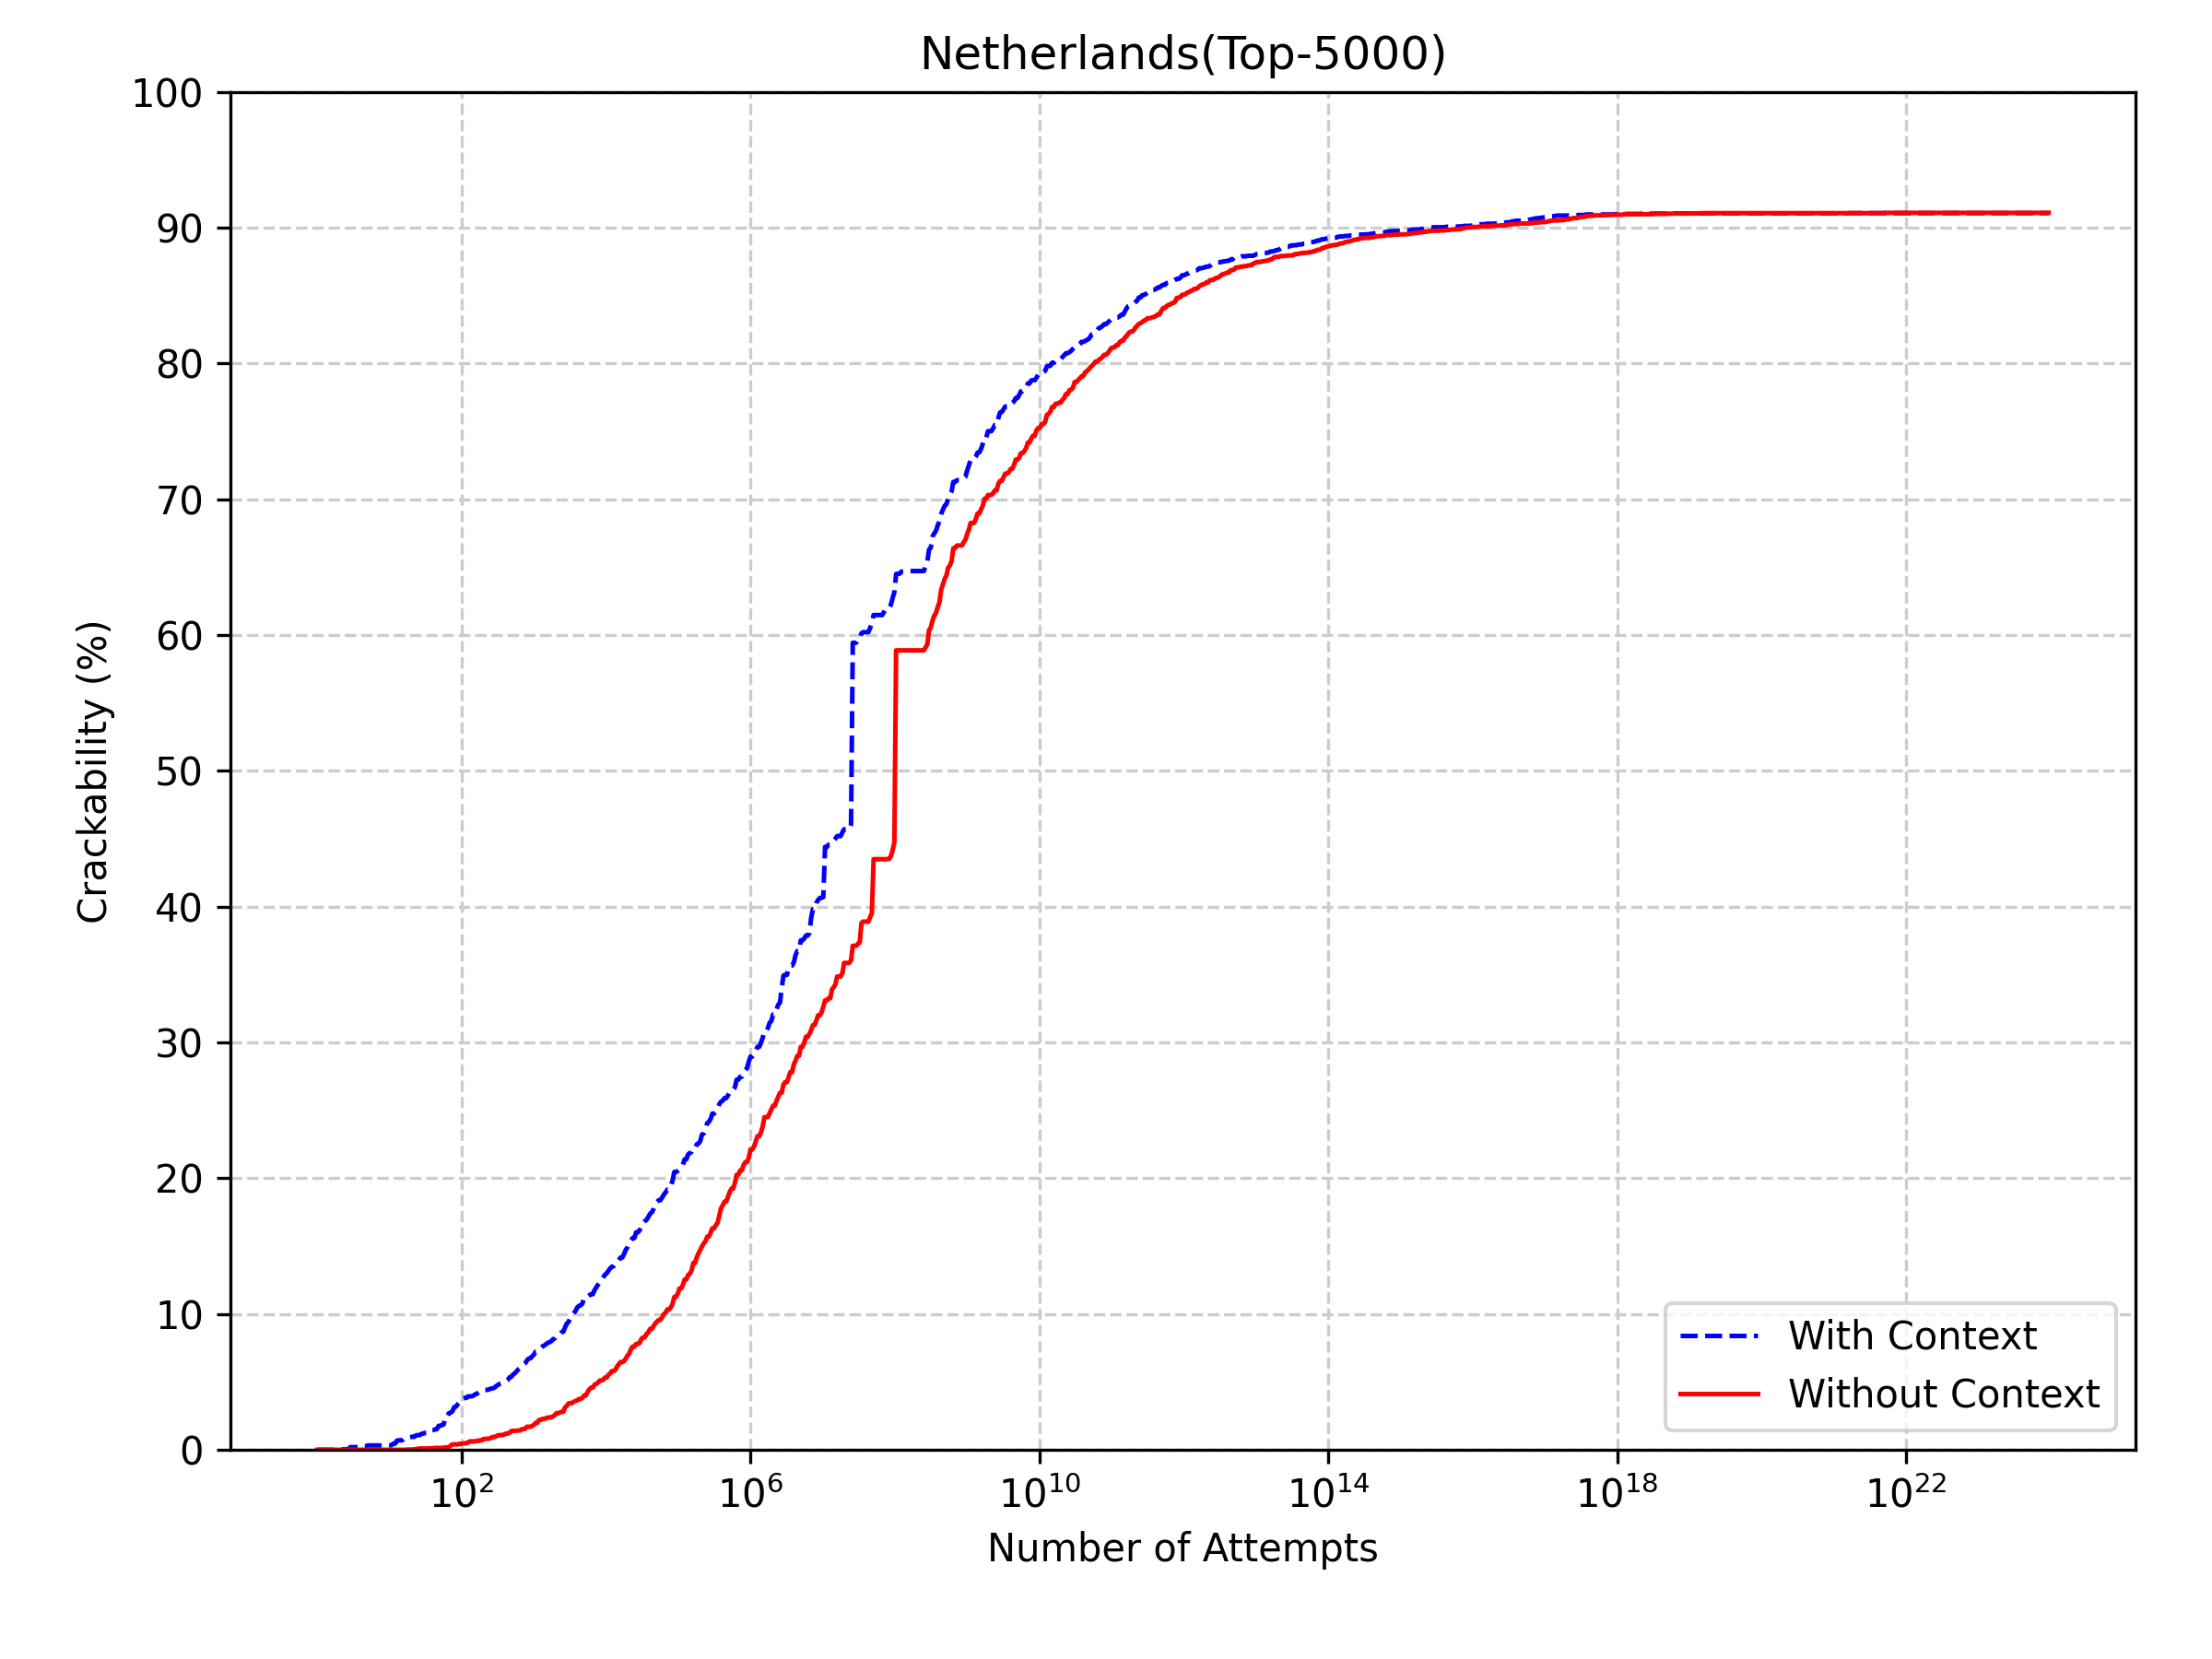 Netherlands(Top-5000)
100
90
80
70
60
50
40
30
20
10
0
Crackability (%)
10² 10⁶ 10¹⁰ 10¹⁴ 10¹⁸ 10²²
Number of Attempts
With Context
Without Context